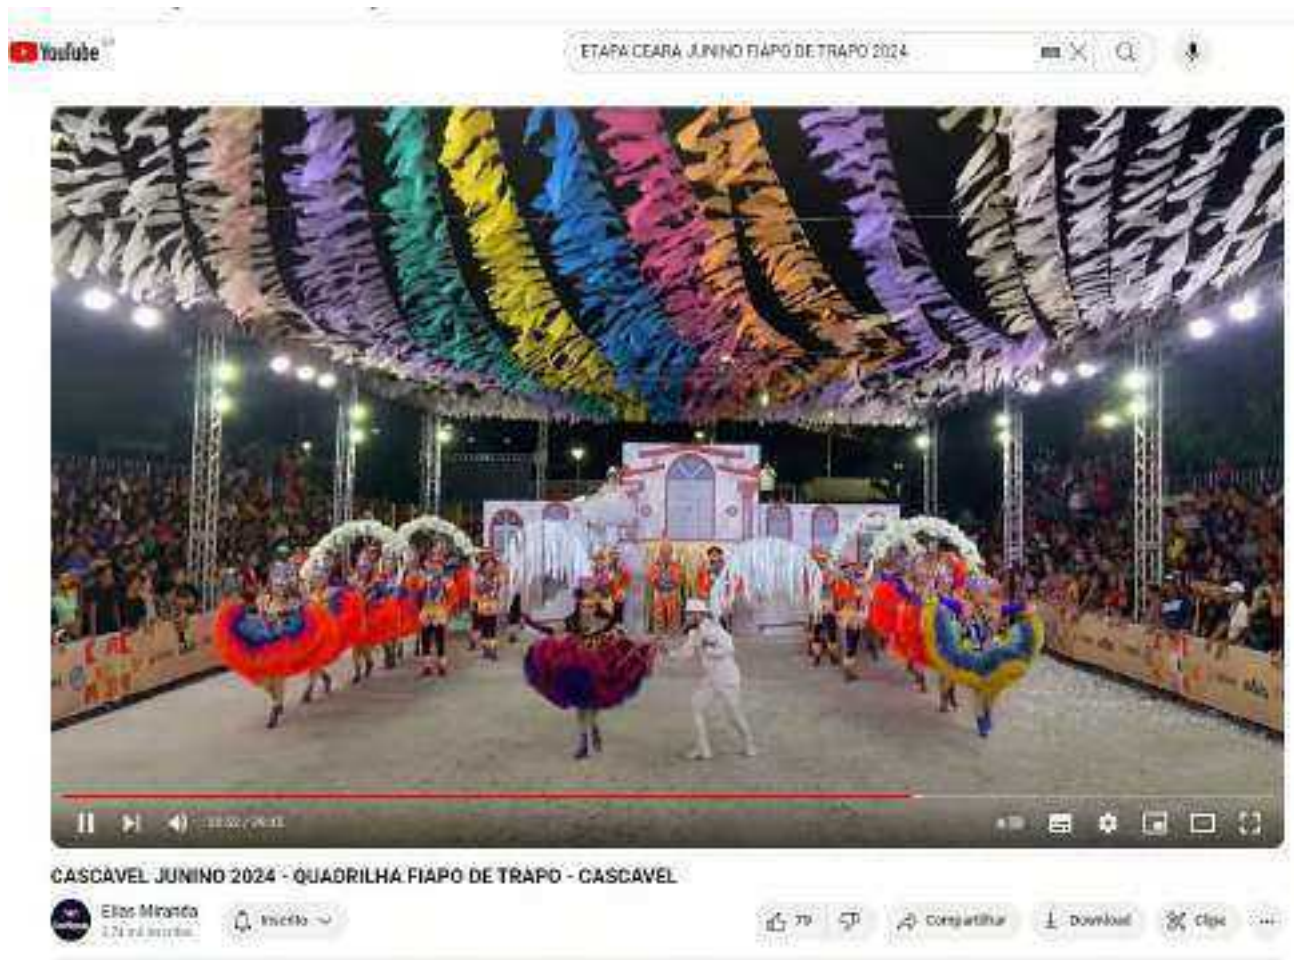 YouTube
ETAPA CEARA JUNINO FIAPO DE TRAPO 2024
CASCAVEL JUNINO 2024 - QUADRILHA FIAPO DE TRAPO - CASCAVEL
Elias Miranda
Inscrito
79
Compartilhar
Download
Clipe